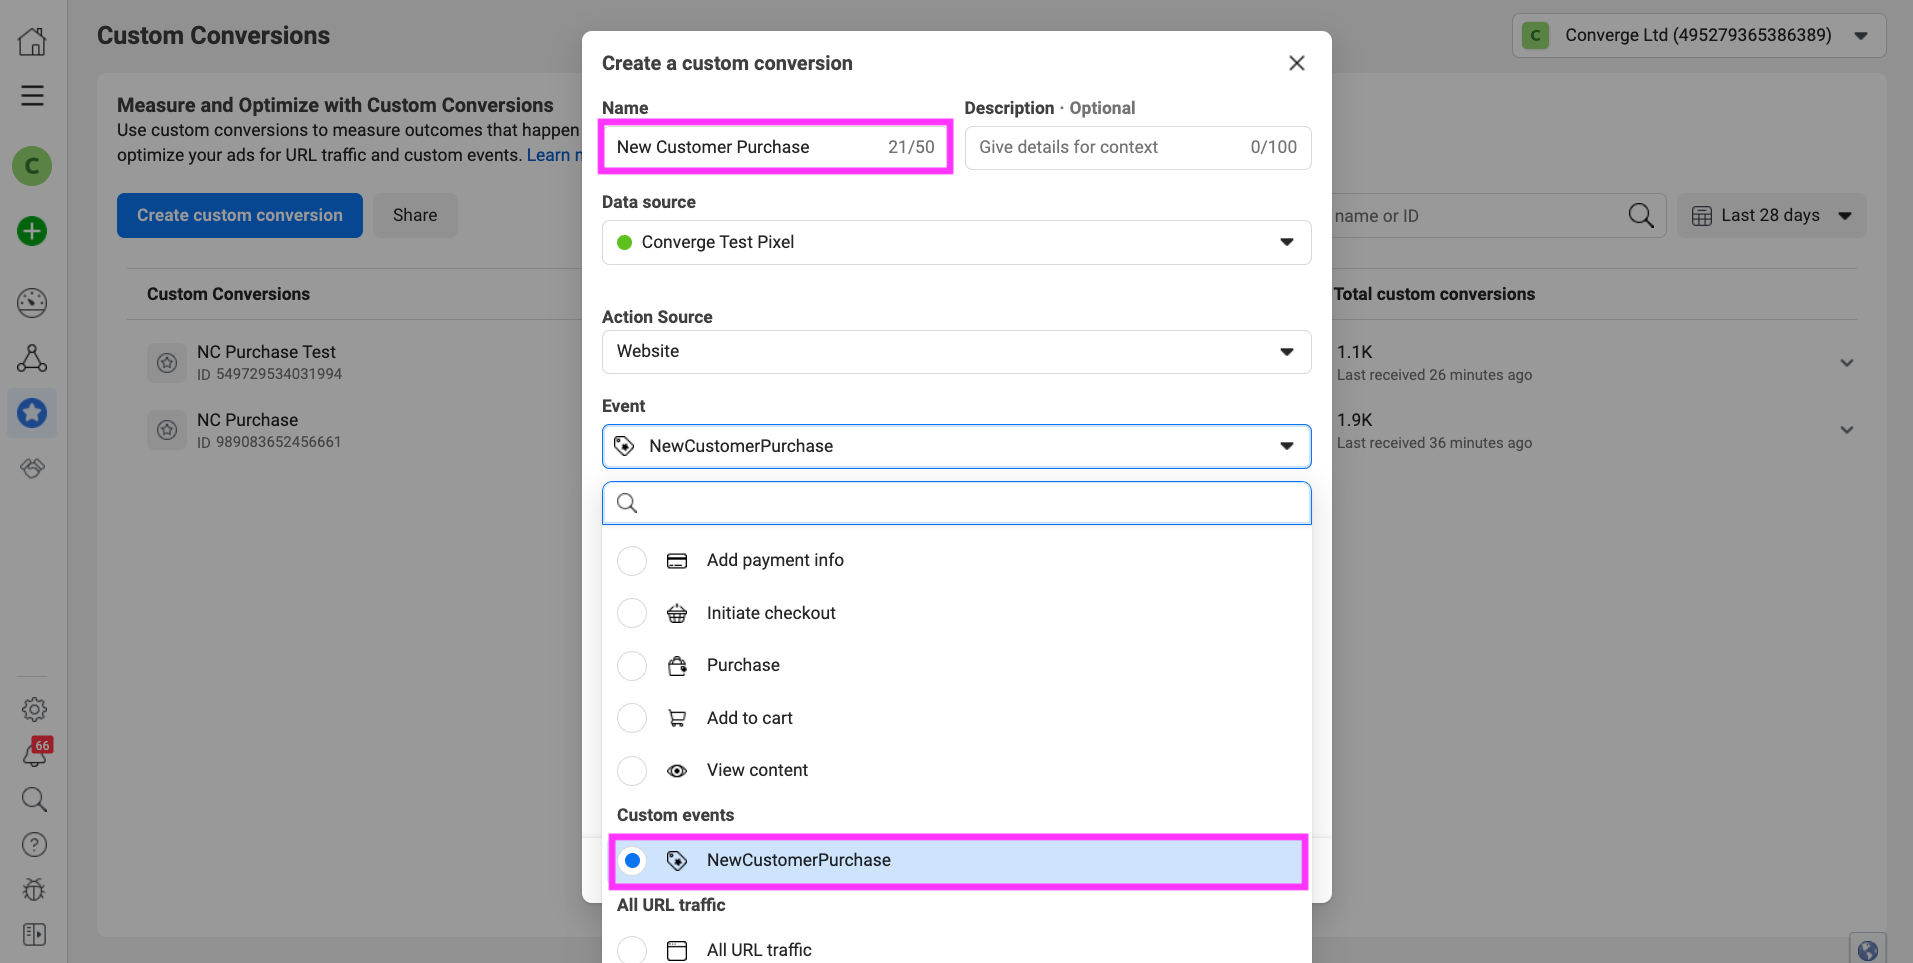 Custom Conversions
C Converge Ltd (495279365386389)
Measure and Optimize with Custom Conversions
Use custom conversions to measure outcomes that happen
optimize your ads for URL traffic and custom events. Learn
C
Create custom conversion
Share
name or ID
Last 28 days
Custom Conversions
Total custom conversions
NC Purchase Test
ID 549729534031994
1.1K
Last received 26 minutes ago
NC Purchase
ID 989083652456661
1.9K
Last received 36 minutes ago
66
Create a custom conversion
Name
Description · Optional
New Customer Purchase 21/50
Give details for context 0/100
Data source
Converge Test Pixel
Action Source
Website
Event
NewCustomerPurchase
Add payment info
Initiate checkout
Purchase
Add to cart
View content
Custom events
NewCustomerPurchase
All URL traffic
All URL traffic